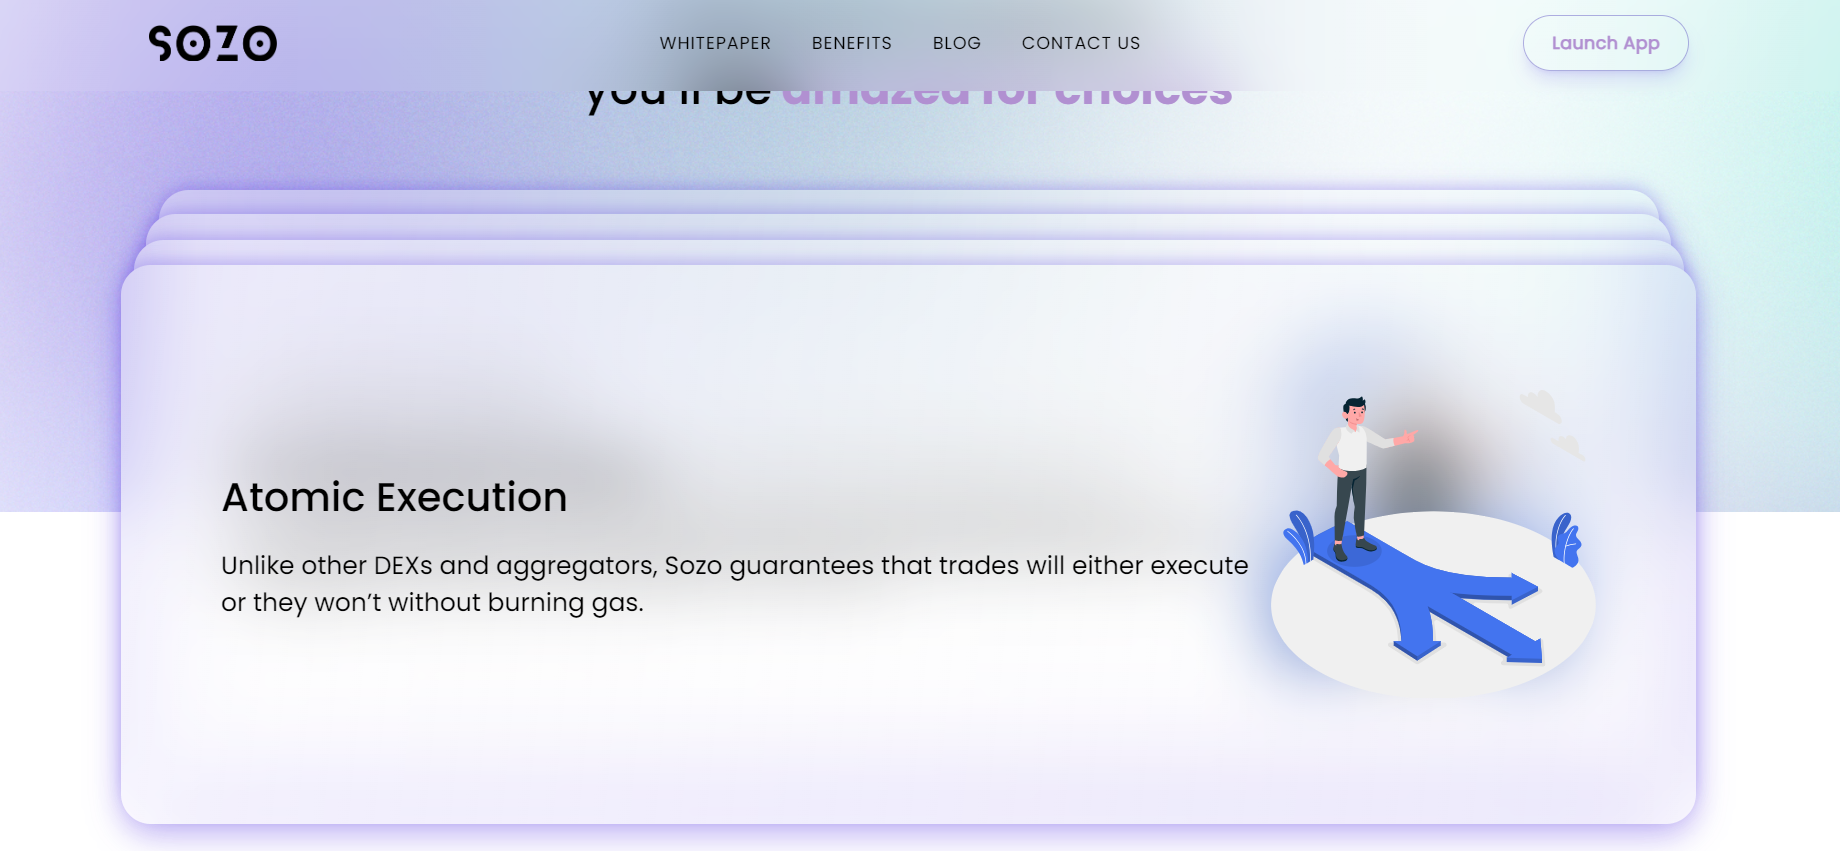 SOZO
WHITEPAPER BENEFITS BLOG CONTACT US
Launch App
you'll be amazed for choices
Atomic Execution
Unlike other DEXs and aggregators, Sozo guarantees that trades will either execute
or they won’t without burning gas.